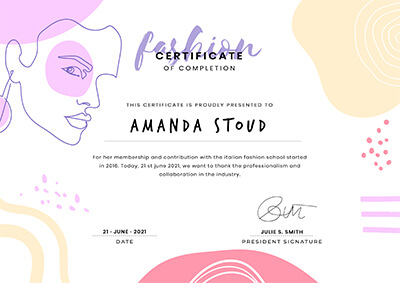 fashion
CERTIFICATE
OF COMPLETION
THIS CERTIFICATE IS PROUDLY PRESENTED TO
AMANDA STOUD
For her membership and contribution with the italian fashion school started
in 2016. Today, 21 st june 2021, we want to thank the professionalism and
collaboration in the industry.
21 - JUNE - 2021
DATE
JULIE S. SMITH
PRESIDENT SIGNATURE